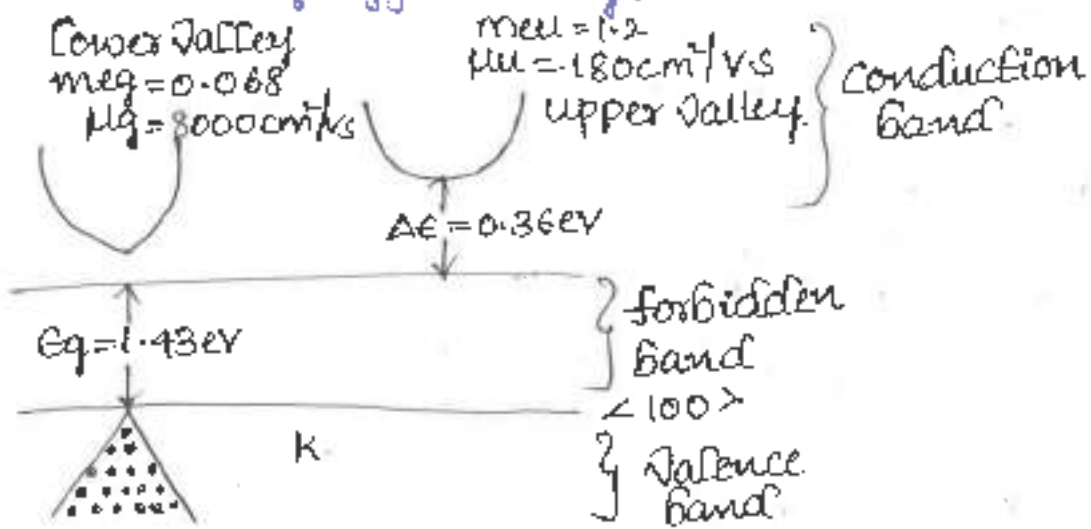 Lower Valley
meg = 0.068
μg = 8000cm²/vs
meu = 1.2
μu = 180cm²/vs
upper Valley
conduction
band
ΔE = 0.36eV
Eg = 1.43eV
forbidden
band
<100>
K
Valence
band